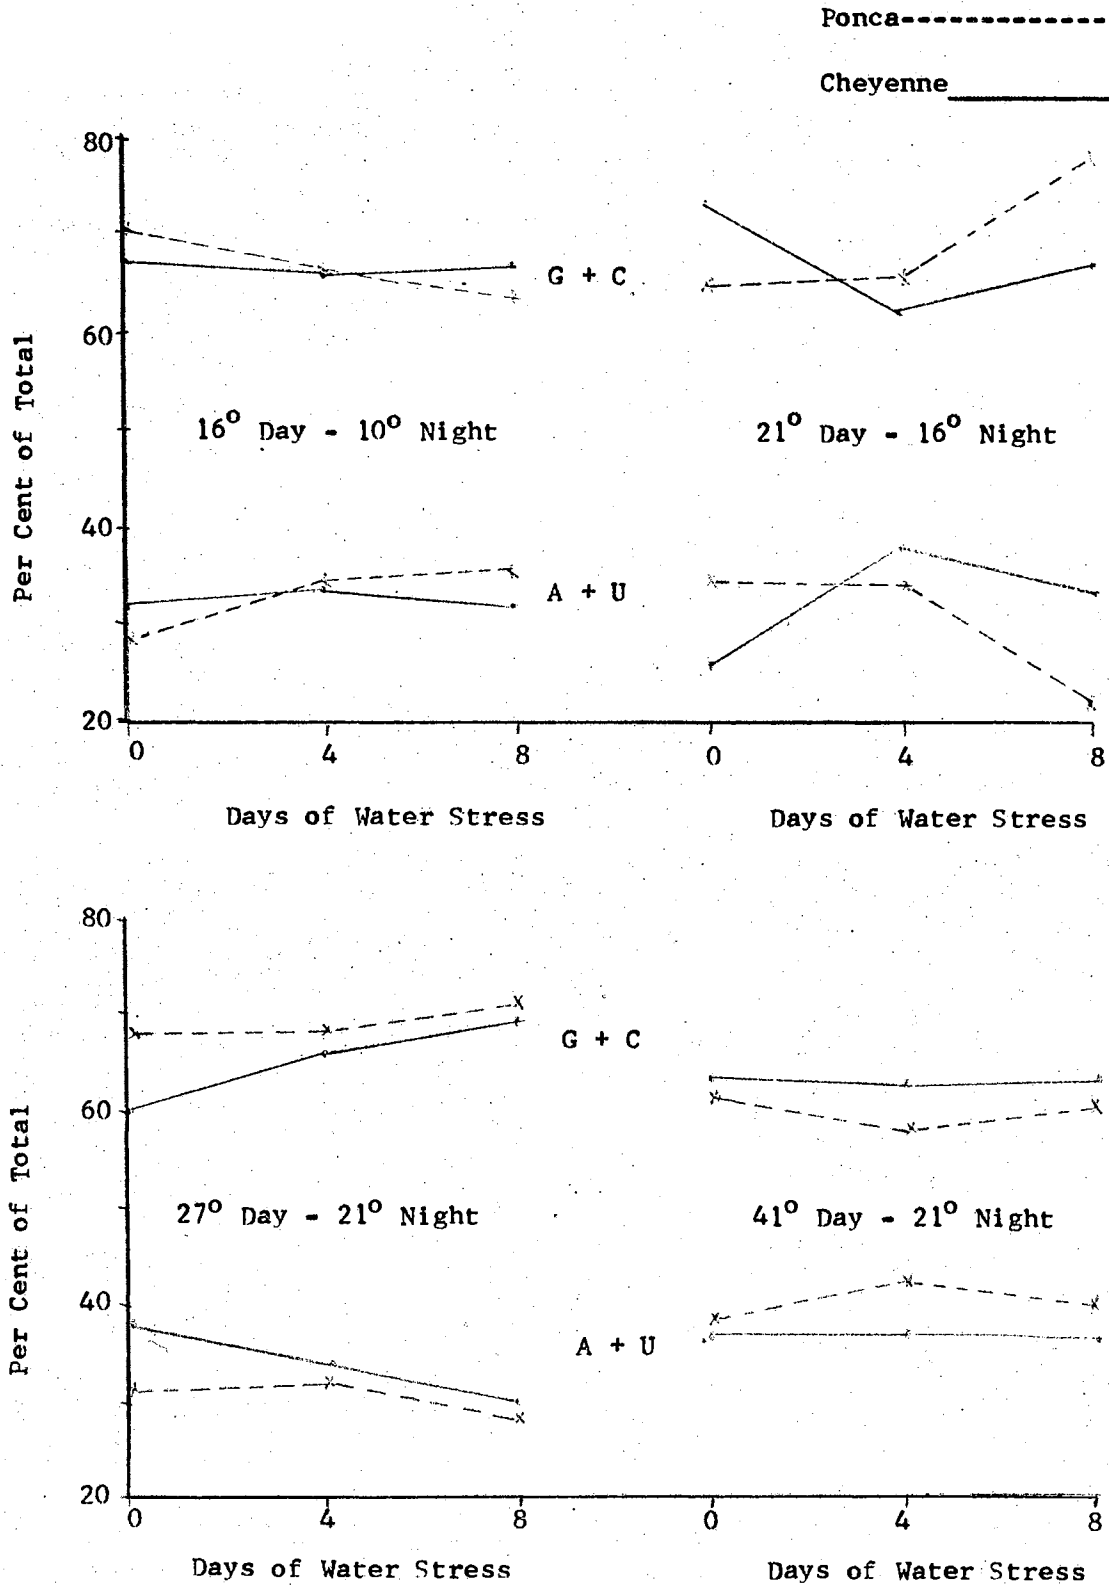 Ponca
Cheyenne
80
60
40
20
Per Cent of Total
G + C
16° Day - 10° Night
21° Day - 16° Night
A + U
0 4 8
0 4 8
Days of Water Stress
Days of Water Stress
80
60
40
20
Per Cent of Total
G + C
27° Day - 21° Night
41° Day - 21° Night
A + U
0 4 8
0 4 8
Days of Water Stress
Days of Water Stress